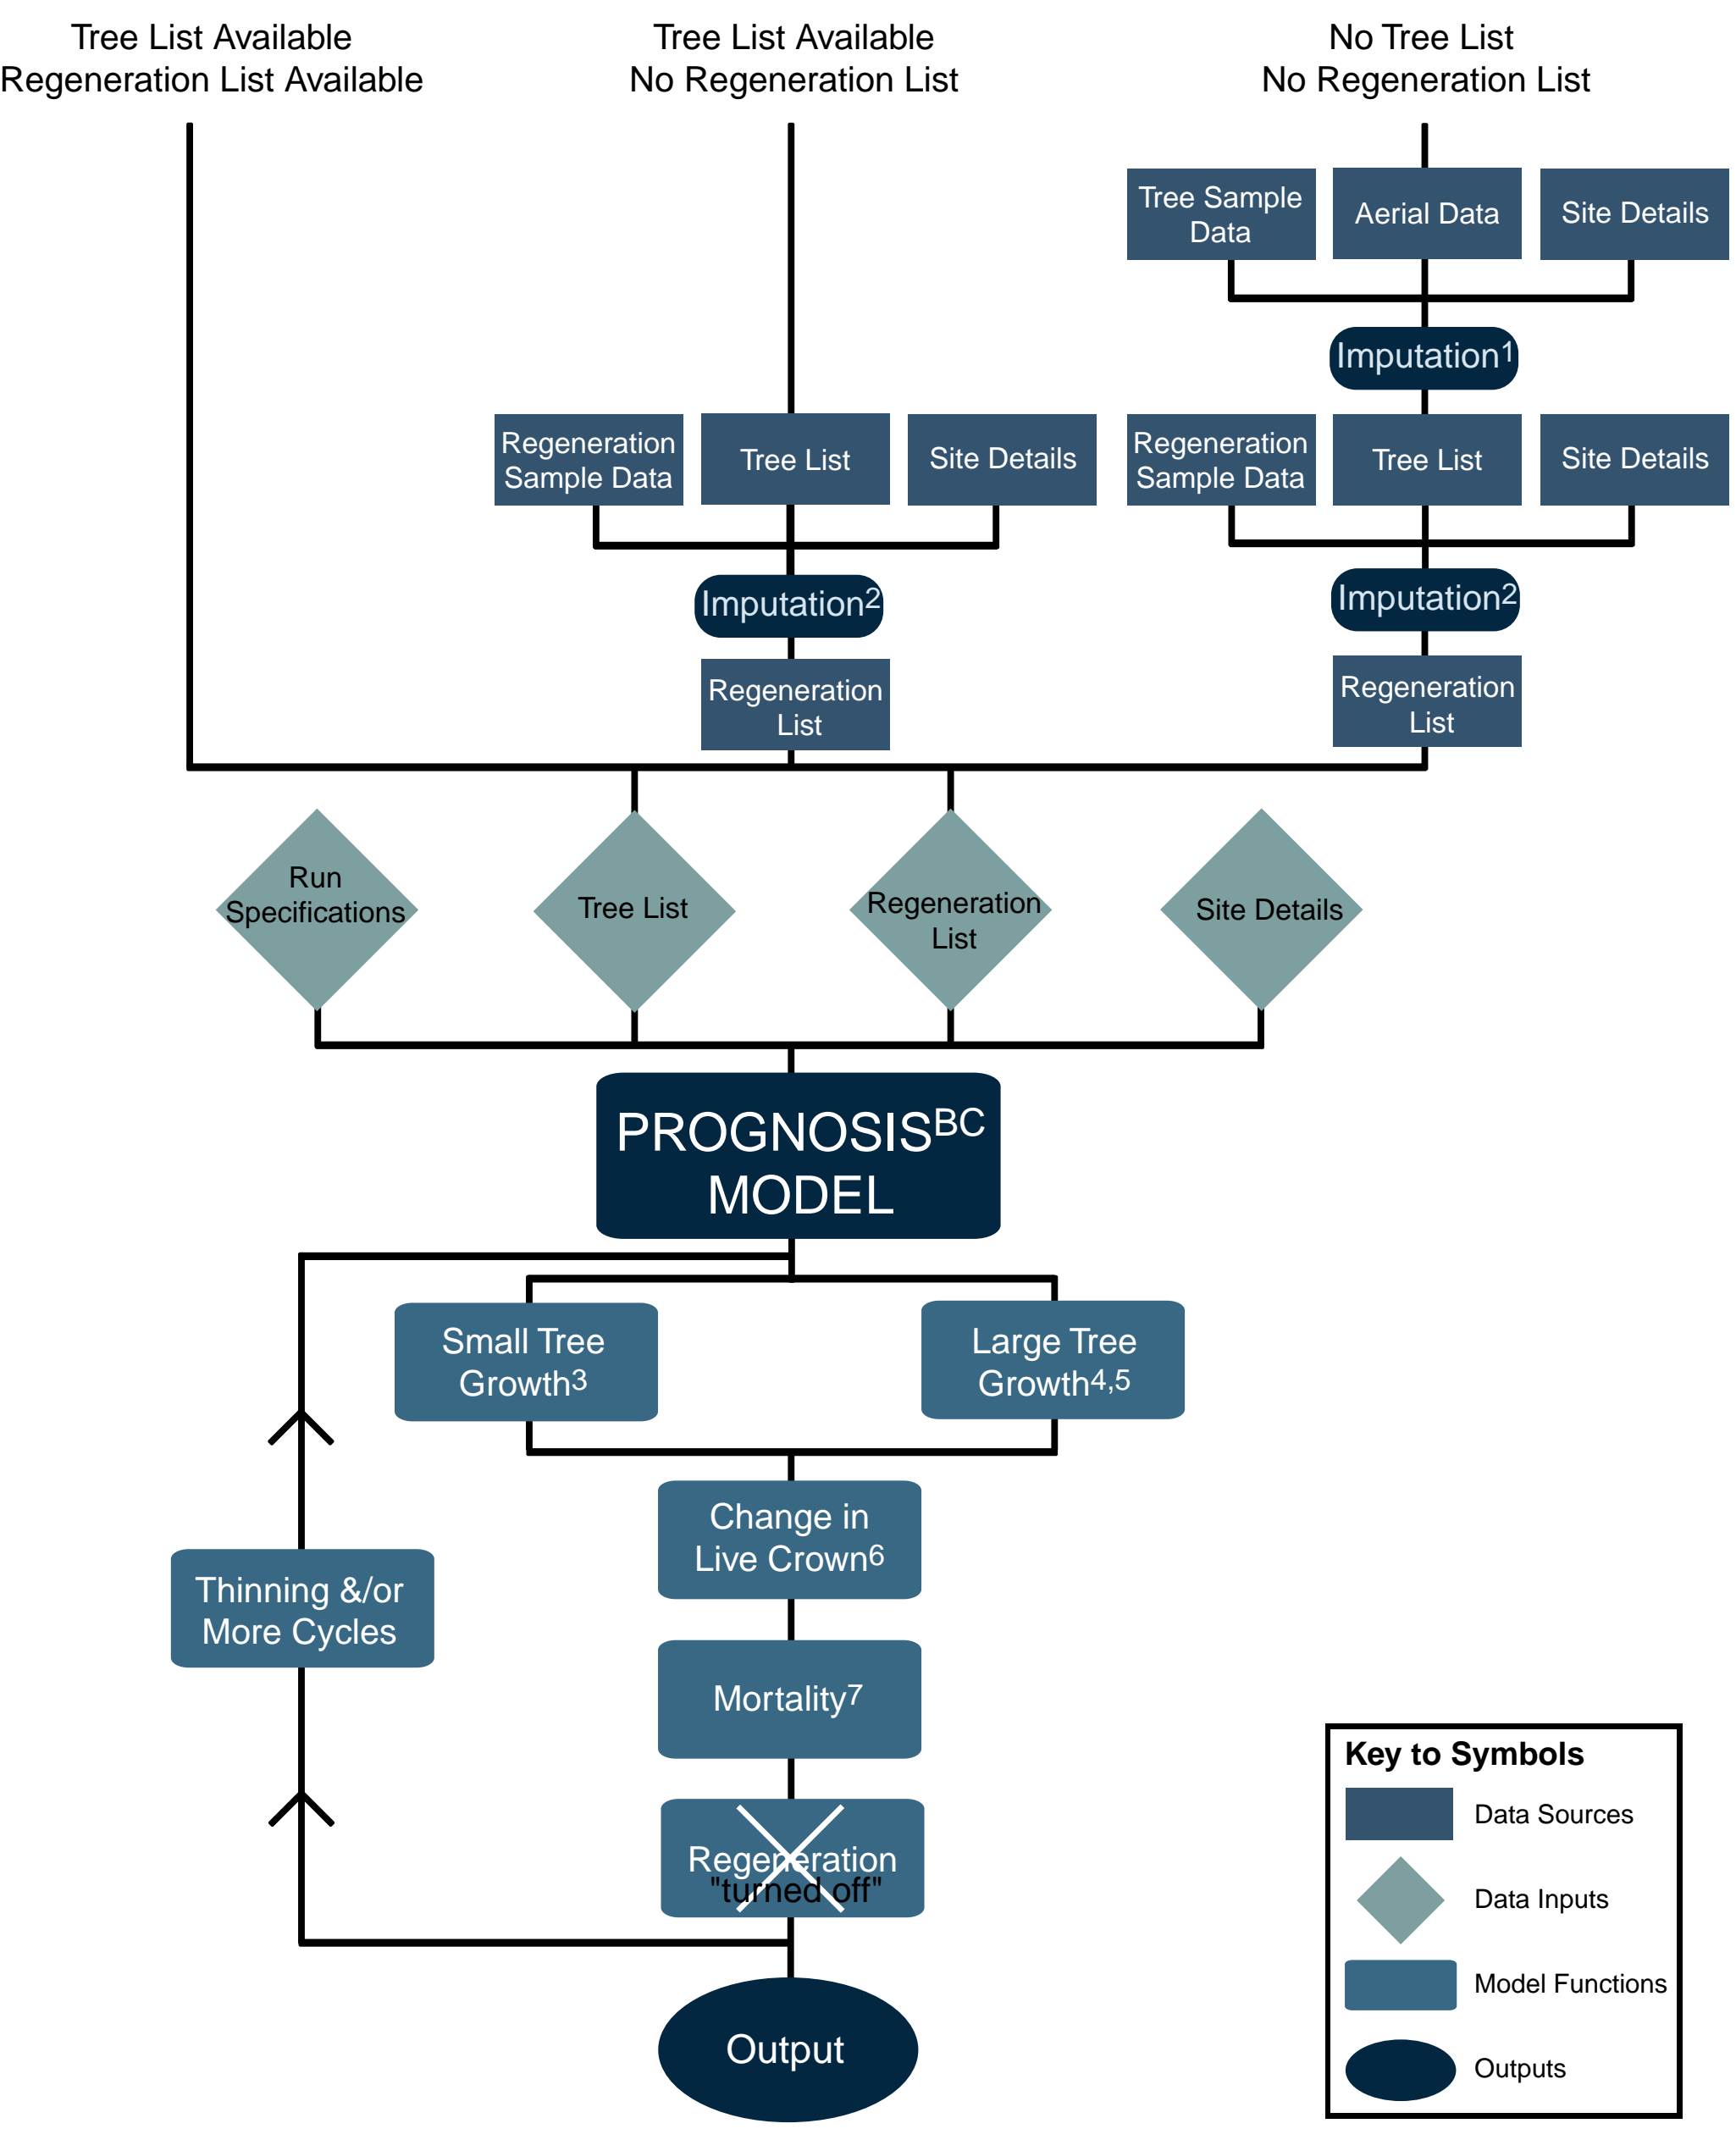 Tree List Available
Regeneration List Available
Tree List Available
No Regeneration List
No Tree List
No Regeneration List
Tree Sample
Data
Aerial Data
Site Details
Imputation1
Regeneration
Sample Data
Tree List
Site Details
Regeneration
Sample Data
Tree List
Site Details
Imputation2
Imputation2
Regeneration
List
Regeneration
List
Run
Specifications
Tree List
Regeneration
List
Site Details
PROGNOSISBC
MODEL
Small Tree
Growth3
Large Tree
Growth4,5
Change in
Live Crown6
Thinning &/or
More Cycles
Mortality7
Regeneration
"turned off"
Output
Key to Symbols
Data Sources
Data Inputs
Model Functions
Outputs